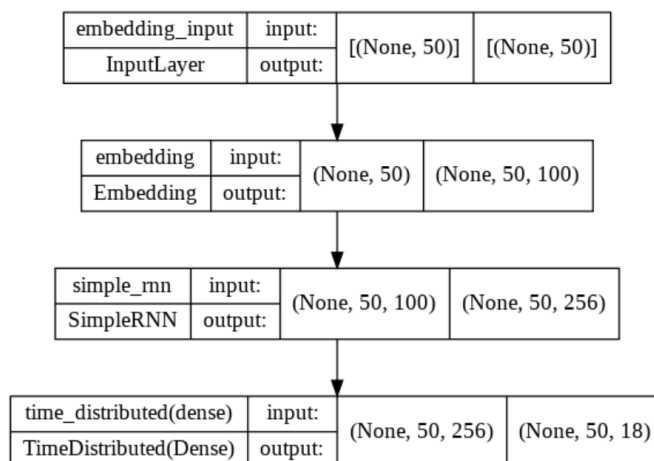 embedding_input input: [(None, 50)] [(None, 50)]
InputLayer output:
embedding input: (None, 50) (None, 50, 100)
Embedding output:
simple_rnn input: (None, 50, 100) (None, 50, 256)
SimpleRNN output:
time_distributed(dense) input: (None, 50, 256) (None, 50, 18)
TimeDistributed(Dense) output: